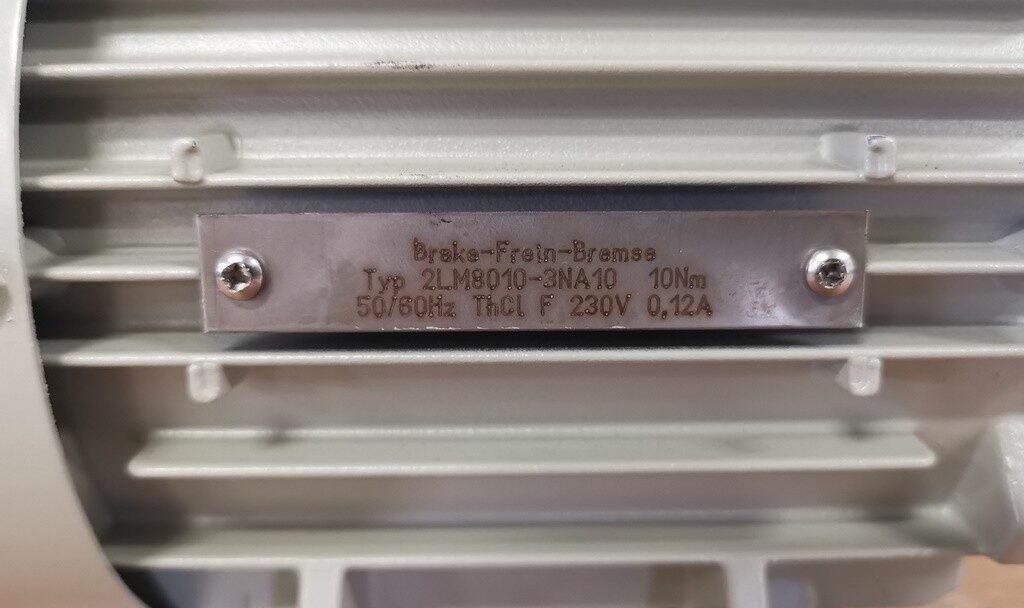 Brake-Frein-Bremse
Typ 2LM8010-3NA10 10Nm
50/60Hz ThCl F 230V 0,12A